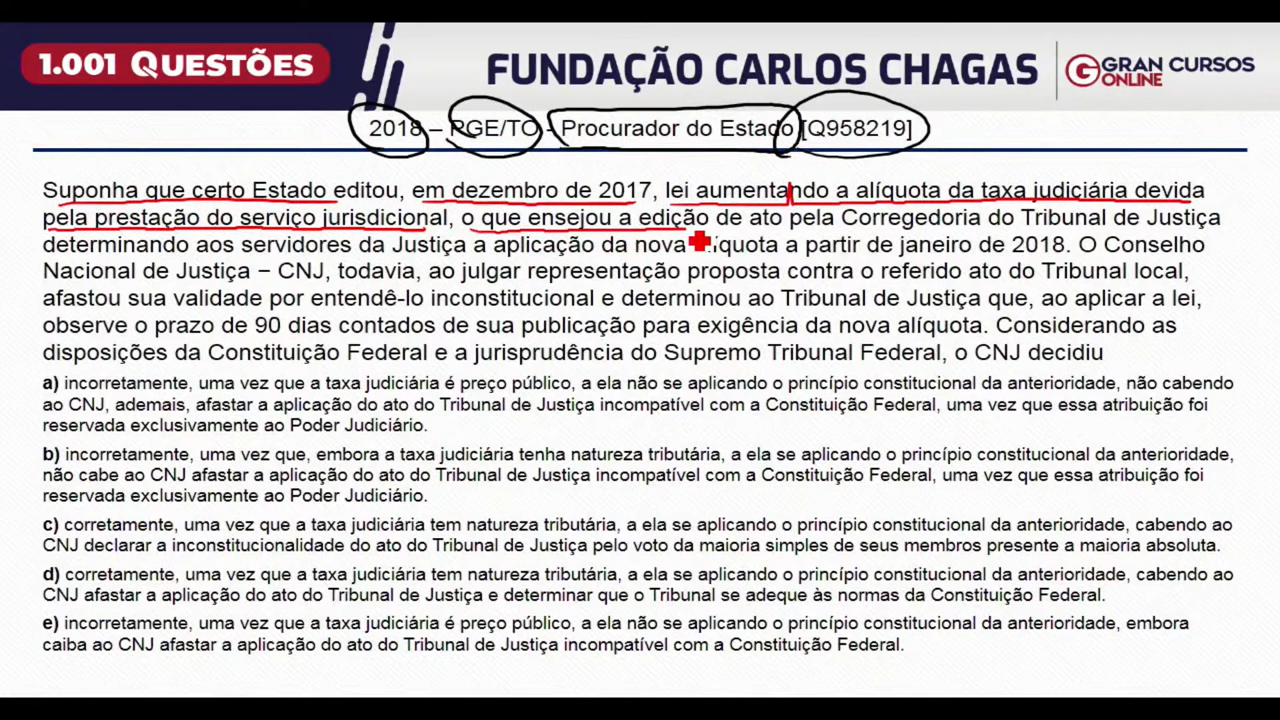 1.001 QUESTÕES
FUNDAÇÃO CARLOS CHAGAS
GRAN CURSOS
ONLINE
2018 – PGE/TO - Procurador do Estado [Q958219]
Suponha que certo Estado editou, em dezembro de 2017, lei aumentando a alíquota da taxa judiciária devida
pela prestação do serviço jurisdicional, o que ensejou a edição de ato pela Corregedoria do Tribunal de Justiça
determinando aos servidores da Justiça a aplicação da nova alíquota a partir de janeiro de 2018. O Conselho
Nacional de Justiça − CNJ, todavia, ao julgar representação proposta contra o referido ato do Tribunal local,
afastou sua validade por entendê-lo inconstitucional e determinou ao Tribunal de Justiça que, ao aplicar a lei,
observe o prazo de 90 dias contados de sua publicação para exigência da nova alíquota. Considerando as
disposições da Constituição Federal e a jurisprudência do Supremo Tribunal Federal, o CNJ decidiu
a) incorretamente, uma vez que a taxa judiciária é preço público, a ela não se aplicando o princípio constitucional da anterioridade, não cabendo
ao CNJ, ademais, afastar a aplicação do ato do Tribunal de Justiça incompatível com a Constituição Federal, uma vez que essa atribuição foi
reservada exclusivamente ao Poder Judiciário.
b) incorretamente, uma vez que, embora a taxa judiciária tenha natureza tributária, a ela se aplicando o princípio constitucional da anterioridade,
não cabe ao CNJ afastar a aplicação do ato do Tribunal de Justiça incompatível com a Constituição Federal, uma vez que essa atribuição foi
reservada exclusivamente ao Poder Judiciário.
c) corretamente, uma vez que a taxa judiciária tem natureza tributária, a ela se aplicando o princípio constitucional da anterioridade, cabendo ao
CNJ declarar a inconstitucionalidade do ato do Tribunal de Justiça pelo voto da maioria simples de seus membros presente a maioria absoluta.
d) corretamente, uma vez que a taxa judiciária tem natureza tributária, a ela se aplicando o princípio constitucional da anterioridade, cabendo ao
CNJ afastar a aplicação do ato do Tribunal de Justiça e determinar que o Tribunal se adeque às normas da Constituição Federal.
e) incorretamente, uma vez que a taxa judiciária é preço público, a ela não se aplicando o princípio constitucional da anterioridade, embora
caiba ao CNJ afastar a aplicação do ato do Tribunal de Justiça incompatível com a Constituição Federal.